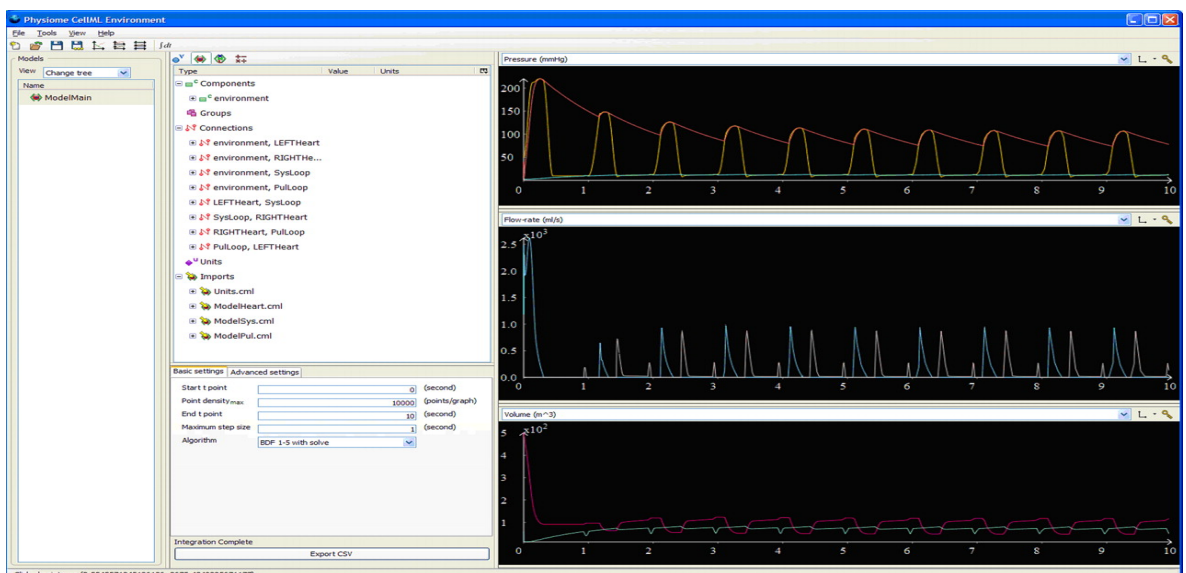 Physiome CellML Environment
File Tools View Help
∫dt
Models
View Change tree
Name
ModelMain
Type Value Units
Components
environment
Groups
Connections
environment, LEFTHeart
environment, RIGHTHe...
environment, SysLoop
environment, PulLoop
LEFTHeart, SysLoop
SysLoop, RIGHTHeart
RIGHTHeart, PulLoop
PulLoop, LEFTHeart
Units
Imports
Units.cml
ModelHeart.cml
ModelSys.cml
ModelPul.cml
Basic settings Advanced settings
Start t point 0 (second)
Point density max 10000 (points/graph)
End t point 10 (second)
Maximum step size 1 (second)
Algorithm BDF 1-5 with solve
Integration Complete
Export CSV
Pressure (mmHg)
200
150
100
50
0 1 2 3 4 5 6 7 8 9 10
Flow-rate (ml/s)
x10^3
2.5
2.0
1.5
1.0
0.5
0.0
0 1 2 3 4 5 6 7 8 9 10
Volume (m^3)
x10^2
5
4
3
2
1
0 1 2 3 4 5 6 7 8 9 10